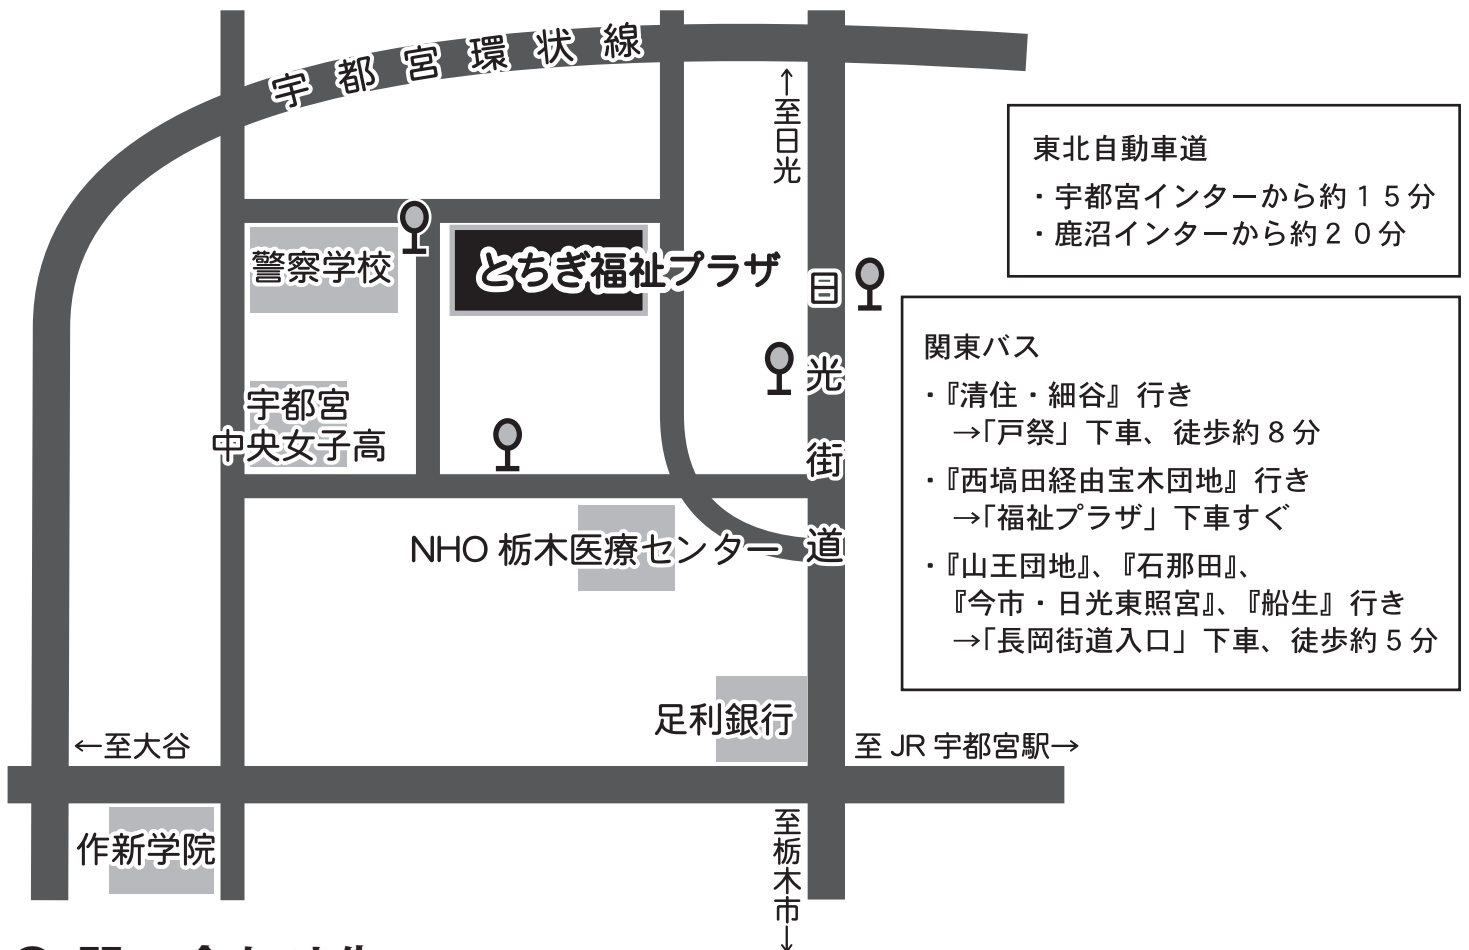 宇都宮環状線
↑至日光
東北自動車道
・宇都宮インターから約１５分
・鹿沼インターから約２０分
警察学校
とちぎ福祉プラザ
日光街道
関東バス
・『清住・細谷』行き
→「戸祭」下車、徒歩約８分
・『西塙田経由宝木団地』行き
→「福祉プラザ」下車すぐ
・『山王団地』、『石那田』、
『今市・日光東照宮』、『船生』行き
→「長岡街道入口」下車、徒歩約５分
宇都宮
中央女子高
NHO 栃木医療センター
足利銀行
←至大谷
至 JR 宇都宮駅→
作新学院
至栃木市→